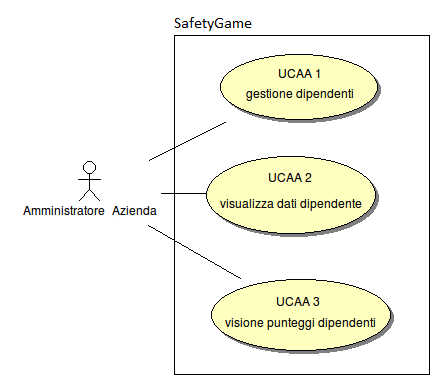 SafetyGame
UCAA 1
gestione dipendenti
UCAA 2
visualizza dati dipendente
Amministratore Azienda
UCAA 3
visione punteggi dipendenti